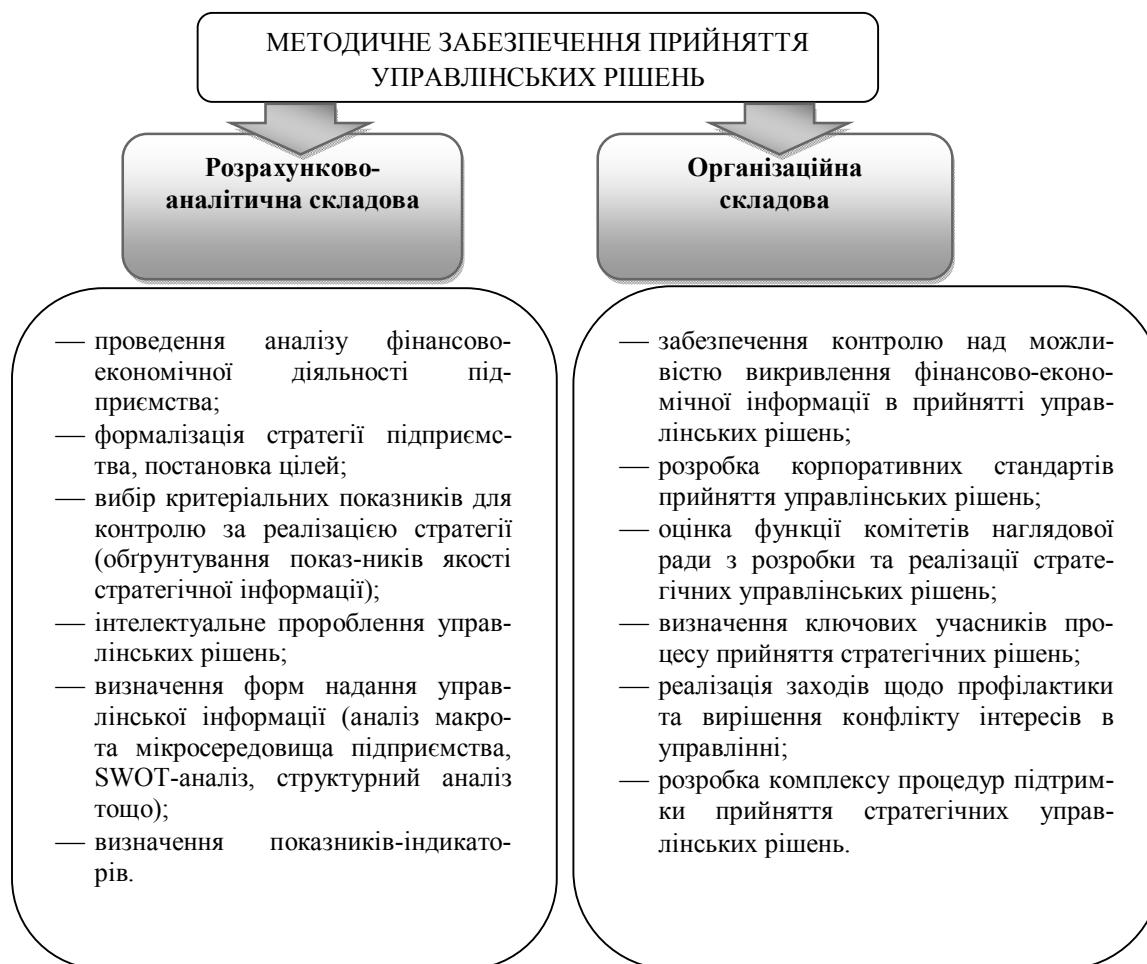 МЕТОДИЧНЕ ЗАБЕЗПЕЧЕННЯ ПРИЙНЯТТЯ
УПРАВЛІНСЬКИХ РІШЕНЬ
Розрахунково-
аналітична складова
Організаційна
складова
— проведення аналізу фінансово-
економічної діяльності під-
приємства;
— формалізація стратегії підприємс-
тва, постановка цілей;
— вибір критеріальних показників для
контролю за реалізацією стратегії
(обґрунтування показ-ників якості
стратегічної інформації);
— інтелектуальне пророблення управ-
лінських рішень;
— визначення форм надання управ-
лінської інформації (аналіз макро-
та мікросередовища підприємства,
SWOT-аналіз, структурний аналіз
тощо);
— визначення показників-індикато-
рів.
— забезпечення контролю над можли-
вістю викривлення фінансово-еконо-
мічної інформації в прийнятті управ-
лінських рішень;
— розробка корпоративних стандартів
прийняття управлінських рішень;
— оцінка функції комітетів наглядової
ради з розробки та реалізації страте-
гічних управлінських рішень;
— визначення ключових учасників про-
цесу прийняття стратегічних рішень;
— реалізація заходів щодо профілактики
та вирішення конфлікту інтересів в
управлінні;
— розробка комплексу процедур підтрим-
ки прийняття стратегічних управ-
лінських рішень.